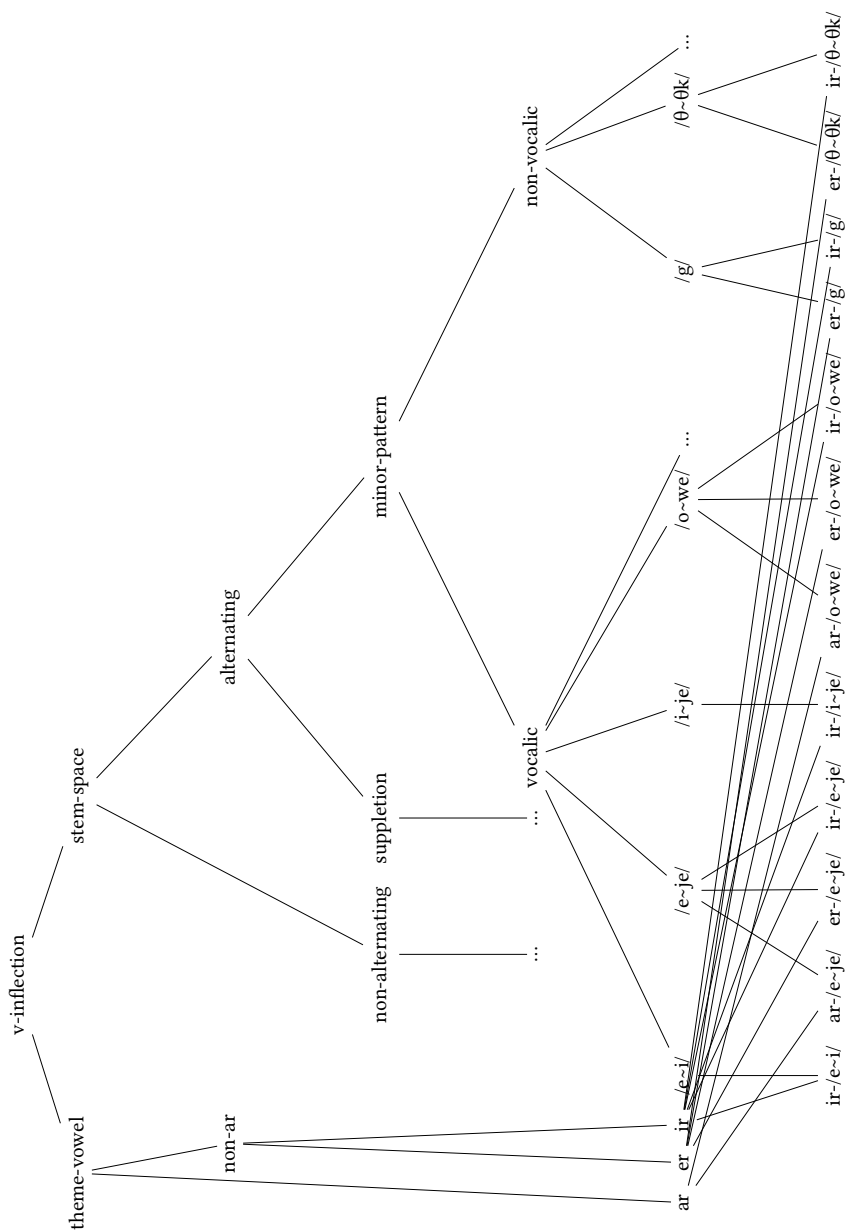 v-inflection
theme-vowel
stem-space
non-ar
alternating
non-alternating
suppletion
minor-pattern
...
...
vocalic
non-vocalic
ar
er
ir
/e~i/
/e~je/
/i~je/
/o~we/
...
/g/
/θ~θk/
...
ir-/e~i/
ar-/e~je/
er-/e~je/
ir-/e~je/
ir-/i~je/
ar-/o~we/
er-/o~we/
ir-/o~we/
er-/g/
ir-/g/
er-/θ~θk/
ir-/θ~θk/